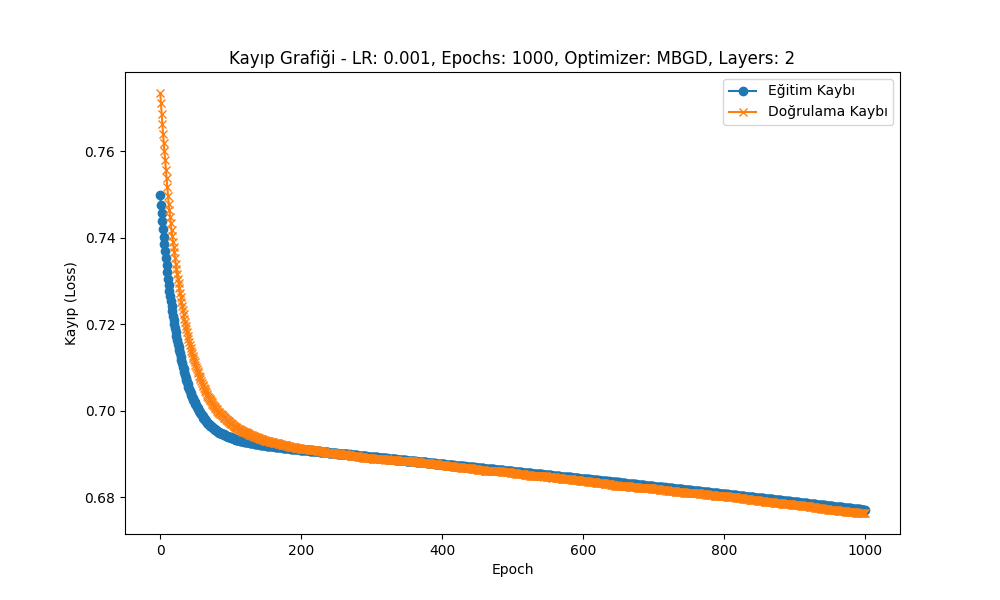 Kayıp Grafiği - LR: 0.001, Epochs: 1000, Optimizer: MBGD, Layers: 2
Eğitim Kaybı
Doğrulama Kaybı
Kayıp (Loss)
0.76
0.74
0.72
0.70
0.68
0
200
400
600
800
1000
Epoch